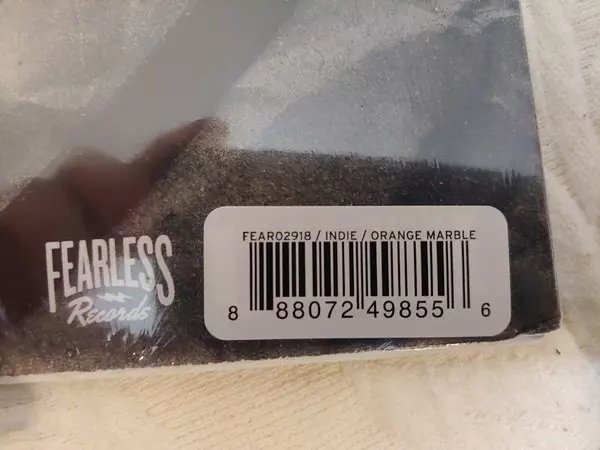 FEARLESS
Records
FEAR02918 / INDIE / ORANGE MARBLE
8 88072 49855 6